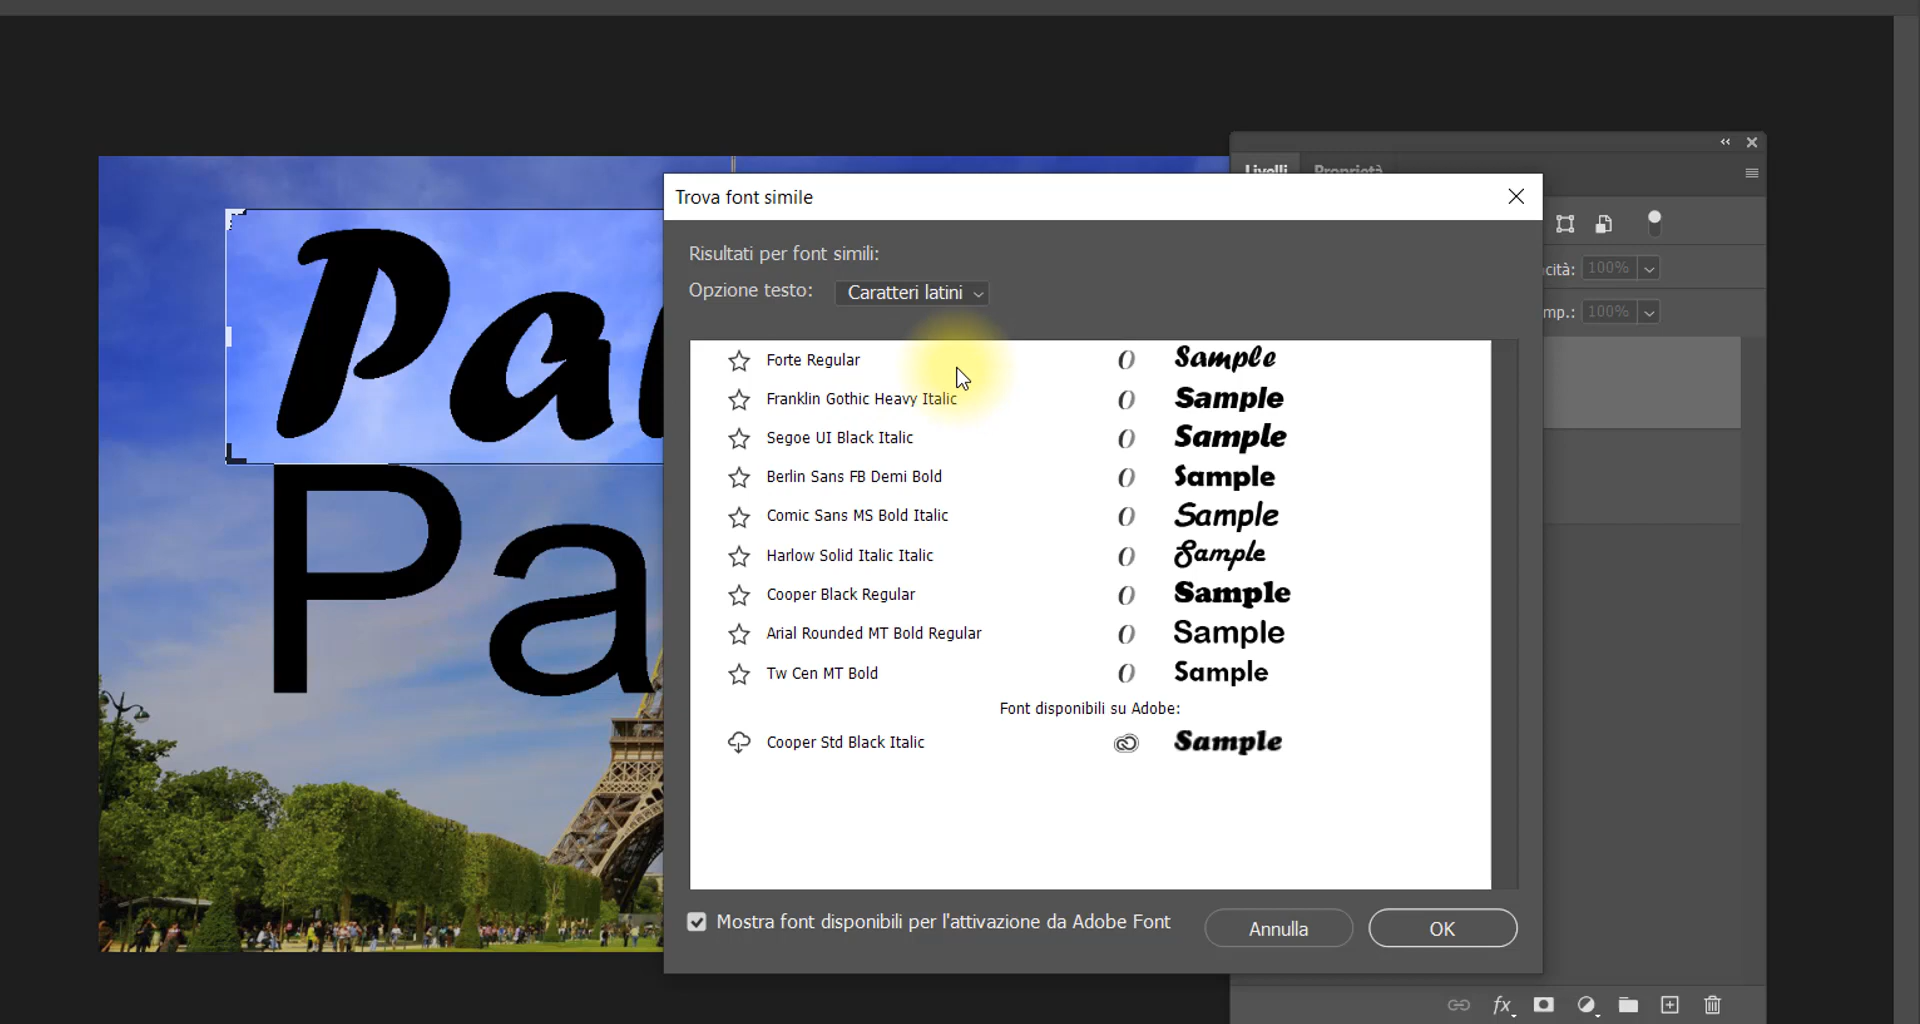 Livelli Proprietà
Trova font simile
Risultati per font simili:
Opzione testo: Caratteri latini
cità: 100%
mp.: 100%
Forte Regular O Sample
Franklin Gothic Heavy Italic O Sample
Segoe UI Black Italic O Sample
Berlin Sans FB Demi Bold O Sample
Comic Sans MS Bold Italic O Sample
Harlow Solid Italic Italic O Sample
Cooper Black Regular O Sample
Arial Rounded MT Bold Regular O Sample
Tw Cen MT Bold O Sample
Font disponibili su Adobe:
Cooper Std Black Italic Sample
Mostra font disponibili per l'attivazione da Adobe Font
Annulla OK
Pa
Pa
fx